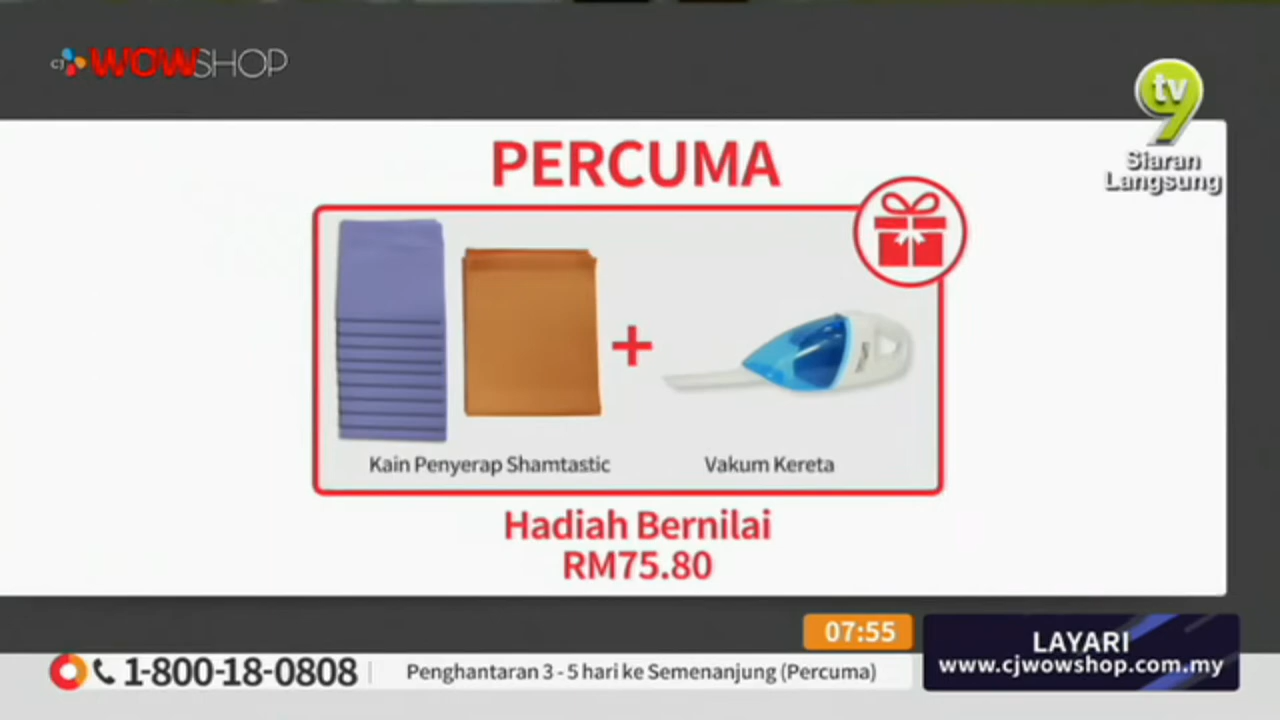 CJ WOWSHOP
tv9
Siaran
Langsung
PERCUMA
Kain Penyerap Shamtastic
+
Vakum Kereta
Hadiah Bernilai
RM75.80
07:55
LAYARI
www.cjwowshop.com.my
1-800-18-0808
Penghantaran 3 - 5 hari ke Semenanjung (Percuma)